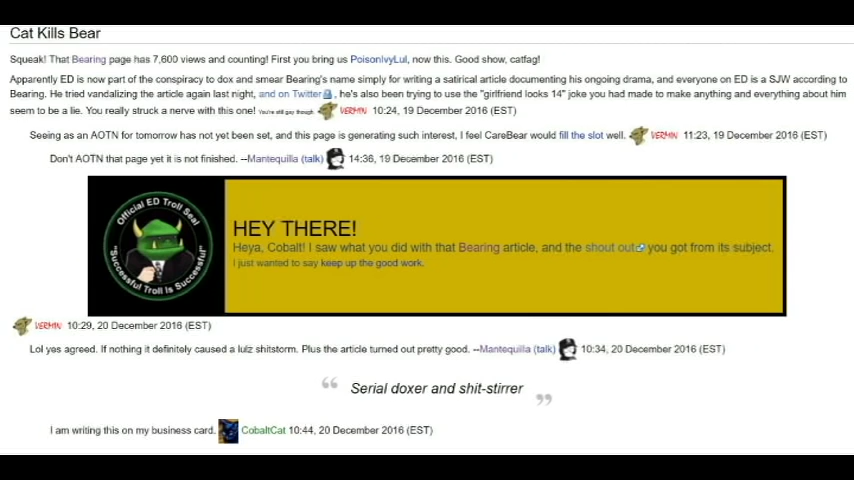 Cat Kills Bear
Squeak! That Bearing page has 7,600 views and counting! First you bring us PoisonIvyLul, now this. Good show, catfag!
Apparently ED is now part of the conspiracy to dox and smear Bearing's name simply for writing a satirical article documenting his ongoing drama, and everyone on ED is a SJW according to
Bearing. He tried vandalizing the article again last night, and on Twitter, he's also been trying to use the "girlfriend looks 14" joke you had made to make anything and everything about him
seem to be a lie. You really struck a nerve with this one! You're still gay though VERMIN 10:24, 19 December 2016 (EST)
Seeing as an AOTN for tomorrow has not yet been set, and this page is generating such interest, I feel CareBear would fill the slot well. VERMIN 11:23, 19 December 2016 (EST)
Don't AOTN that page yet it is not finished. --Mantequilla (talk) 14:36, 19 December 2016 (EST)
Official ED Troll Seal
"Successful Troll Is Successful"
HEY THERE!
Heya, Cobalt! I saw what you did with that Bearing article, and the shout out you got from its subject.
I just wanted to say keep up the good work.
VERMIN 10:29, 20 December 2016 (EST)
Lol yes agreed. If nothing it definitely caused a lulz shitstorm. Plus the article turned out pretty good. --Mantequilla (talk) 10:34, 20 December 2016 (EST)
“ Serial doxer and shit-stirrer ”
I am writing this on my business card. CobaltCat 10:44, 20 December 2016 (EST)